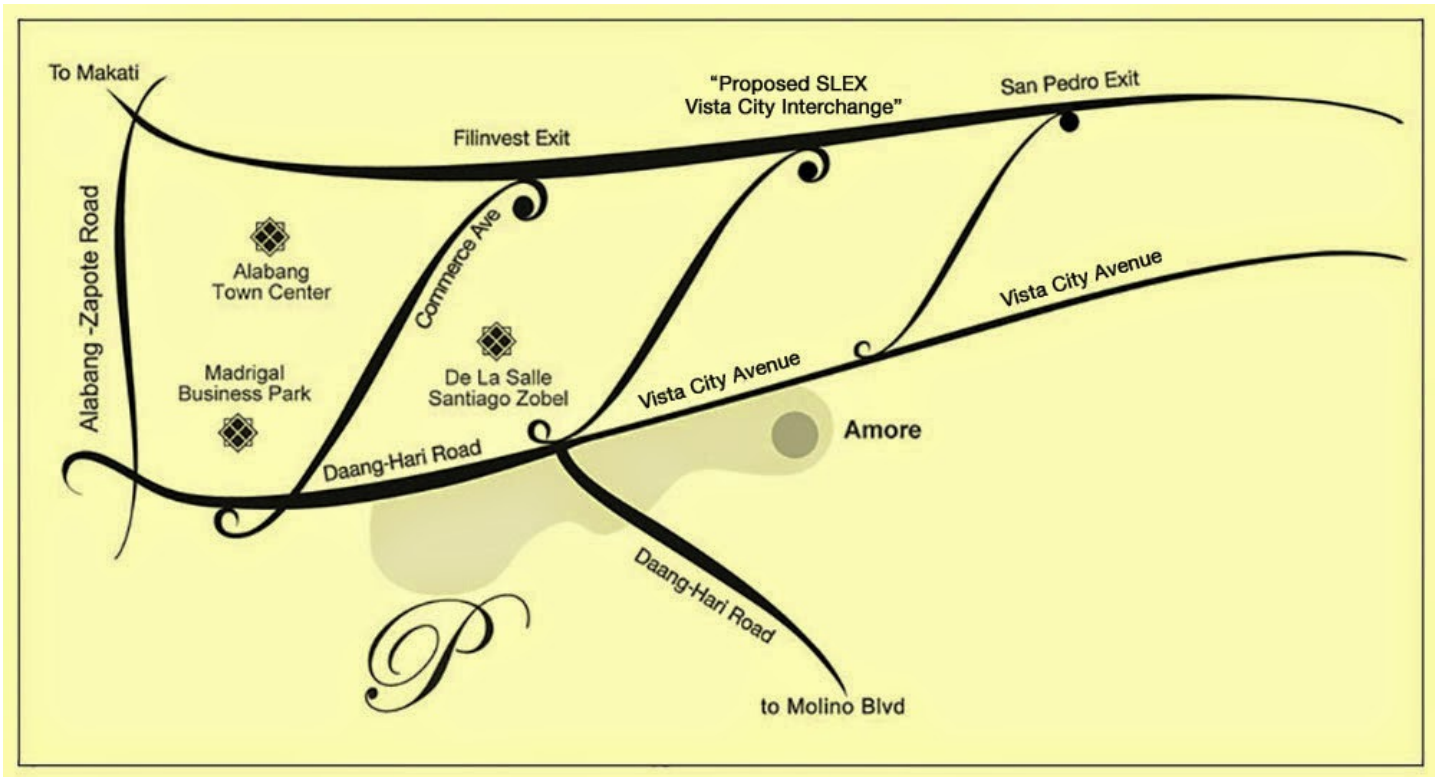 To Makati
"Proposed SLEX
Vista City Interchange"
San Pedro Exit
Filinvest Exit
Alabang -Zapote Road
Alabang
Town Center
Commerce Ave
Vista City Avenue
Madrigal
Business Park
De La Salle
Santiago Zobel
Vista City Avenue
Amore
Daang-Hari Road
Daang-Hari Road
P
to Molino Blvd